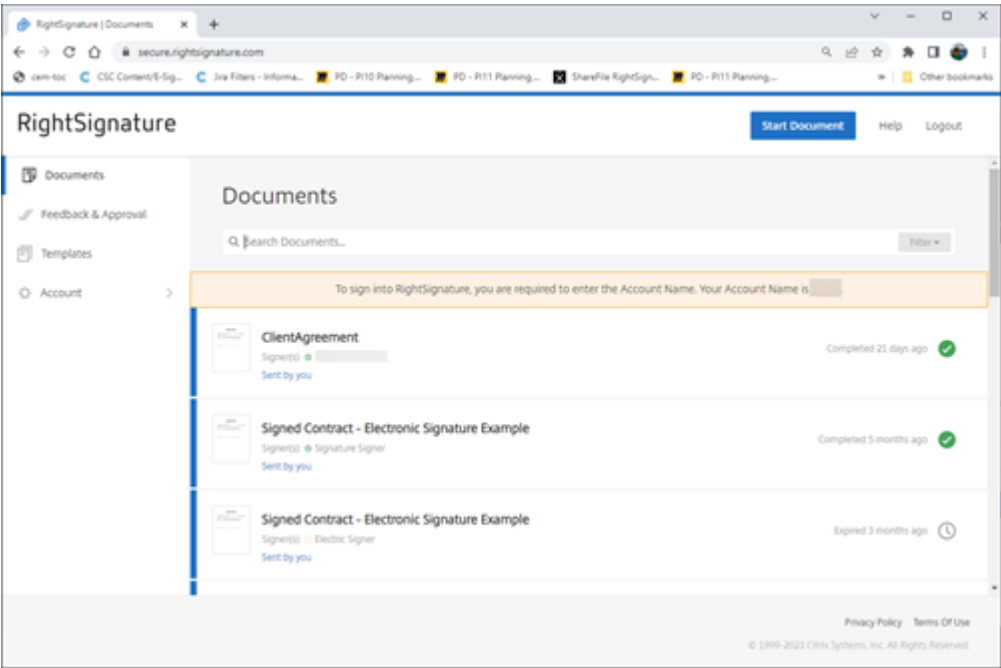 RightSignature | Documents
secure.rightsignature.com
cem-toc CSC Content/E-Sig... Jira Filters - Informa... PD - PI10 Planning,... PD - PI11 Planning,... ShareFile RightSign... PD - PI11 Planning,... » Other bookmarks
RightSignature Start Document Help Logout
Documents
Feedback & Approval
Templates
Account
Documents
Search Documents...
Filter
To sign into RightSignature, you are required to enter the Account Name. Your Account Name is
ClientAgreement
Signer(s):
Sent by you
Completed 21 days ago
Signed Contract - Electronic Signature Example
Signer(s): Signature Signer
Sent by you
Completed 5 months ago
Signed Contract - Electronic Signature Example
Signer(s): Electric Signer
Sent by you
Expired 3 months ago
Privacy Policy Terms Of Use
© 1999-2023 Citrix Systems, Inc. All Rights Reserved.